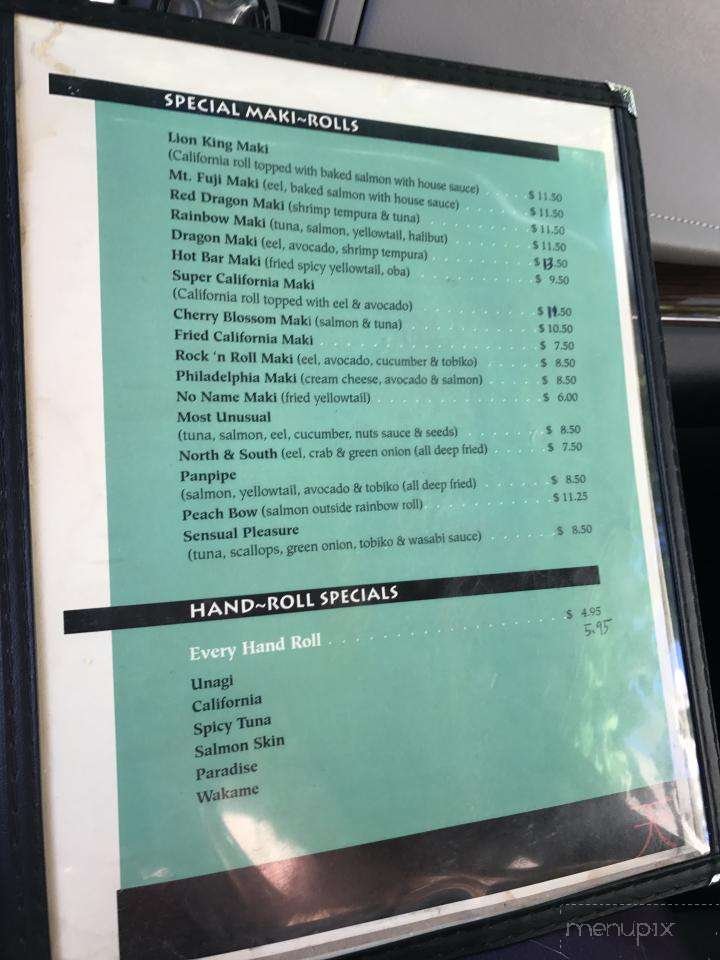 SPECIAL MAKI~ROLLS
Lion King Maki
(California roll topped with baked salmon with house sauce) . . . . $ 11.50
Mt. Fuji Maki (eel, baked salmon with house sauce) . . . . $ 11.50
Red Dragon Maki (shrimp tempura & tuna) . . . . $ 11.50
Rainbow Maki (tuna, salmon, yellowtail, halibut) . . . . $ 11.50
Dragon Maki (eel, avocado, shrimp tempura) . . . . $ 13.50
Hot Bar Maki (fried spicy yellowtail, oba) . . . . $ 9.50
Super California Maki
(California roll topped with eel & avocado) . . . . $ 11.50
Cherry Blossom Maki (salmon & tuna) . . . . $ 10.50
Fried California Maki . . . . $ 7.50
Rock 'n Roll Maki (eel, avocado, cucumber & tobiko) . . . . $ 8.50
Philadelphia Maki (cream cheese, avocado & salmon) . . . . $ 8.50
No Name Maki (fried yellowtail) . . . . $ 6.00
Most Unusual
(tuna, salmon, eel, cucumber, nuts sauce & seeds) . . . . $ 8.50
North & South (eel, crab & green onion (all deep fried) . . . . $ 7.50
Panpipe
(salmon, yellowtail, avocado & tobiko (all deep fried) . . . . $ 8.50
Peach Bow (salmon outside rainbow roll) . . . . $ 11.25
Sensual Pleasure
(tuna, scallops, green onion, tobiko & wasabi sauce) . . . . $ 8.50
HAND~ROLL SPECIALS
Every Hand Roll . . . . $ 4.95
5.95
Unagi
California
Spicy Tuna
Salmon Skin
Paradise
Wakame
menupix